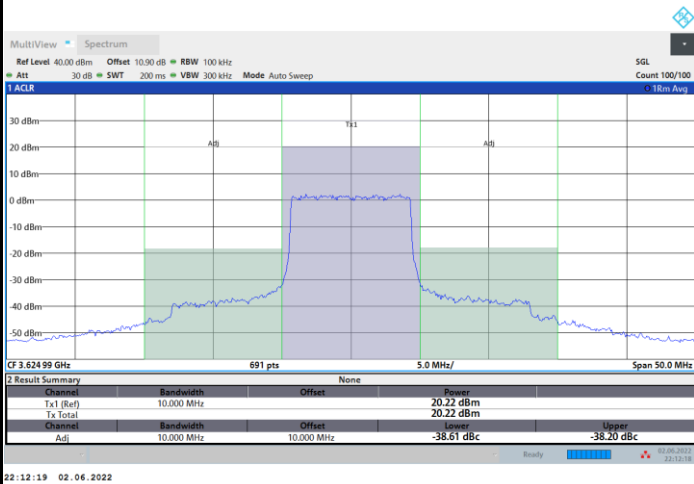 MultiView Spectrum
Ref Level 40.00 dBm Offset 10.90 dB RBW 100 kHz SGL
Att 30 dB SWT 200 ms VBW 300 kHz Mode Auto Sweep Count 100/100
1 ACLR 1Rm Avg
30 dBm
Tx1
20 dBm Adj Adj
10 dBm
0 dBm
-10 dBm
-20 dBm
-30 dBm
-40 dBm
-50 dBm
CF 3.624 99 GHz 691 pts 5.0 MHz/ Span 50.0 MHz
2 Result Summary None
Channel Bandwidth Offset Power
Tx1 (Ref) 10.000 MHz 20.22 dBm
Tx Total 20.22 dBm
Channel Bandwidth Offset Lower Upper
Adj 10.000 MHz 10.000 MHz -38.61 dBc -38.20 dBc
Ready 02.06.2022
22:12:18
22:12:19 02.06.2022